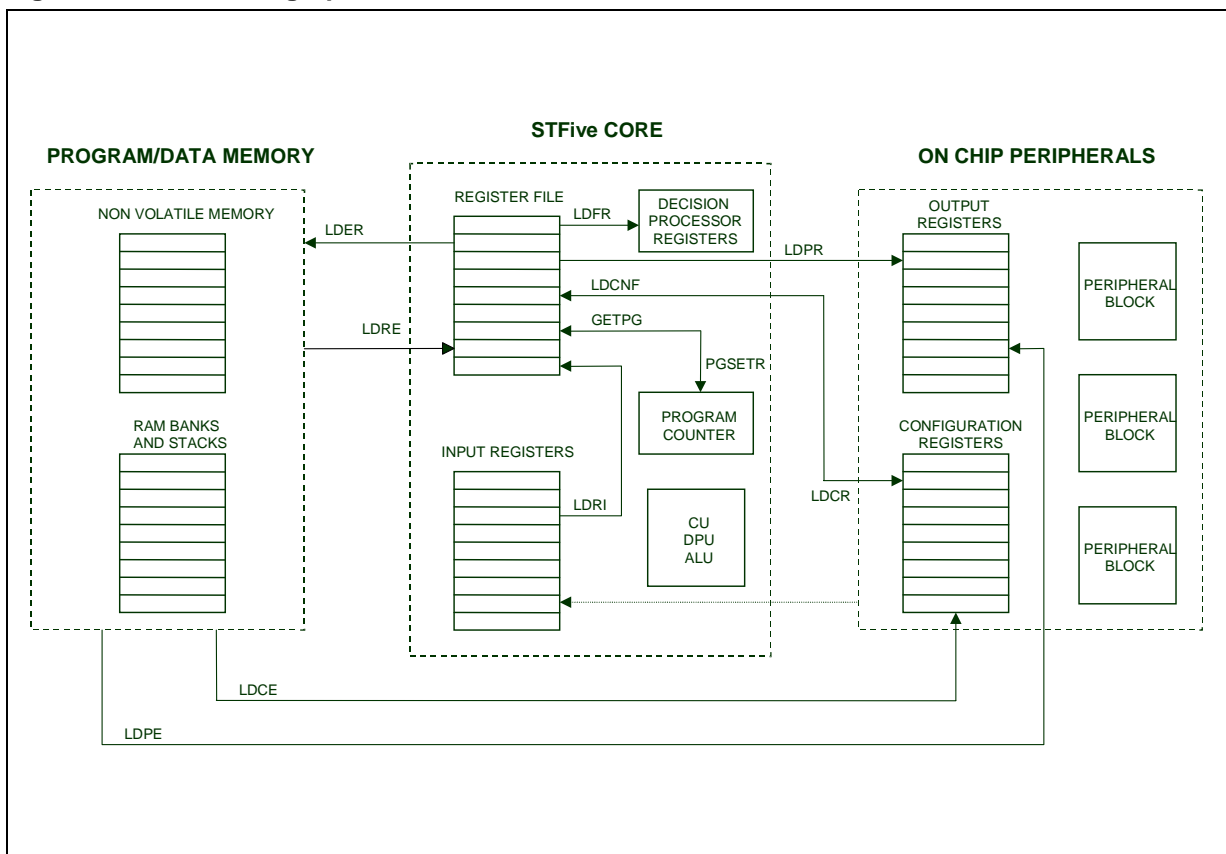 STFive CORE
PROGRAM/DATA MEMORY
ON CHIP PERIPHERALS
NON VOLATILE MEMORY
REGISTER FILE
DECISION
PROCESSOR
REGISTERS
OUTPUT
REGISTERS
LDER
LDFR
LDPR
LDCNF
PERIPHERAL
BLOCK
LDRE
GETPG
PGSETR
RAM BANKS
AND STACKS
PROGRAM
COUNTER
CONFIGURATION
REGISTERS
PERIPHERAL
BLOCK
INPUT REGISTERS
LDRI
LDCR
CU
DPU
ALU
PERIPHERAL
BLOCK
LDCE
LDPE